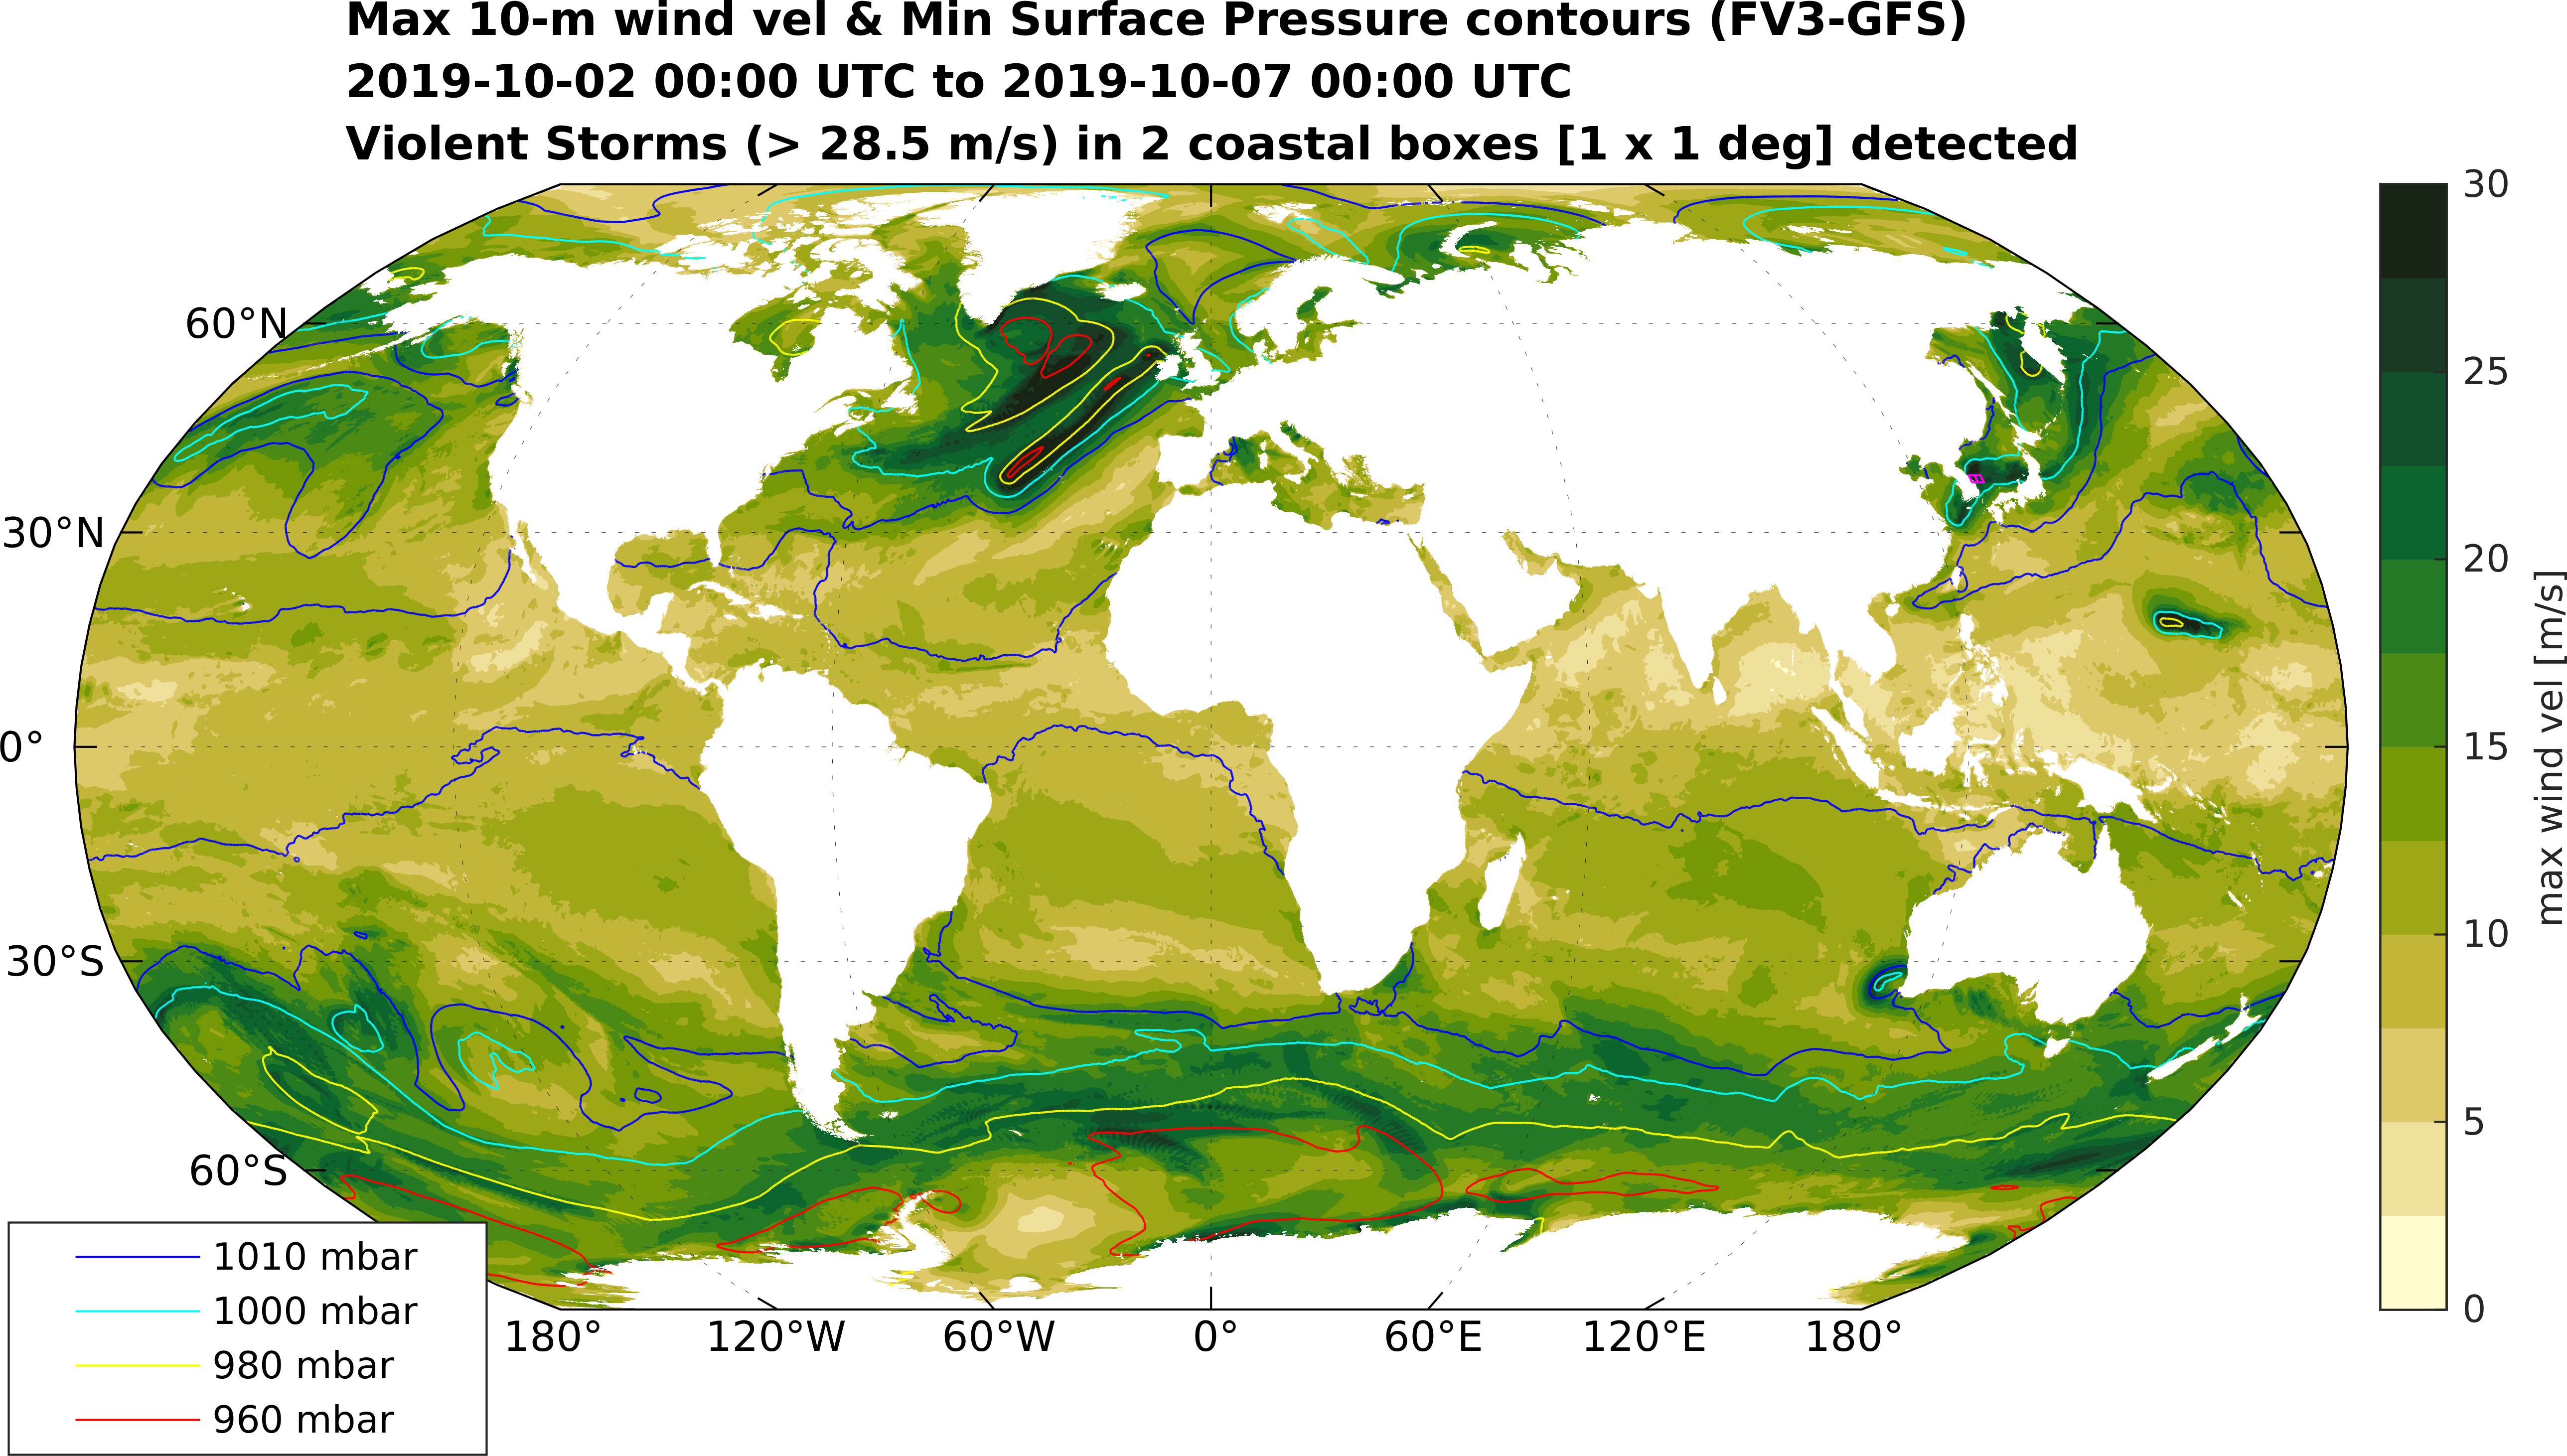 Max 10-m wind vel & Min Surface Pressure contours (FV3-GFS)
2019-10-02 00:00 UTC to 2019-10-07 00:00 UTC
Violent Storms (> 28.5 m/s) in 2 coastal boxes [1 x 1 deg] detected
60°N
30°N
0°
30°S
60°S
180°
120°W
60°W
0°
60°E
120°E
180°
1010 mbar
1000 mbar
980 mbar
960 mbar
30
25
20
15
10
5
0
max wind vel [m/s]